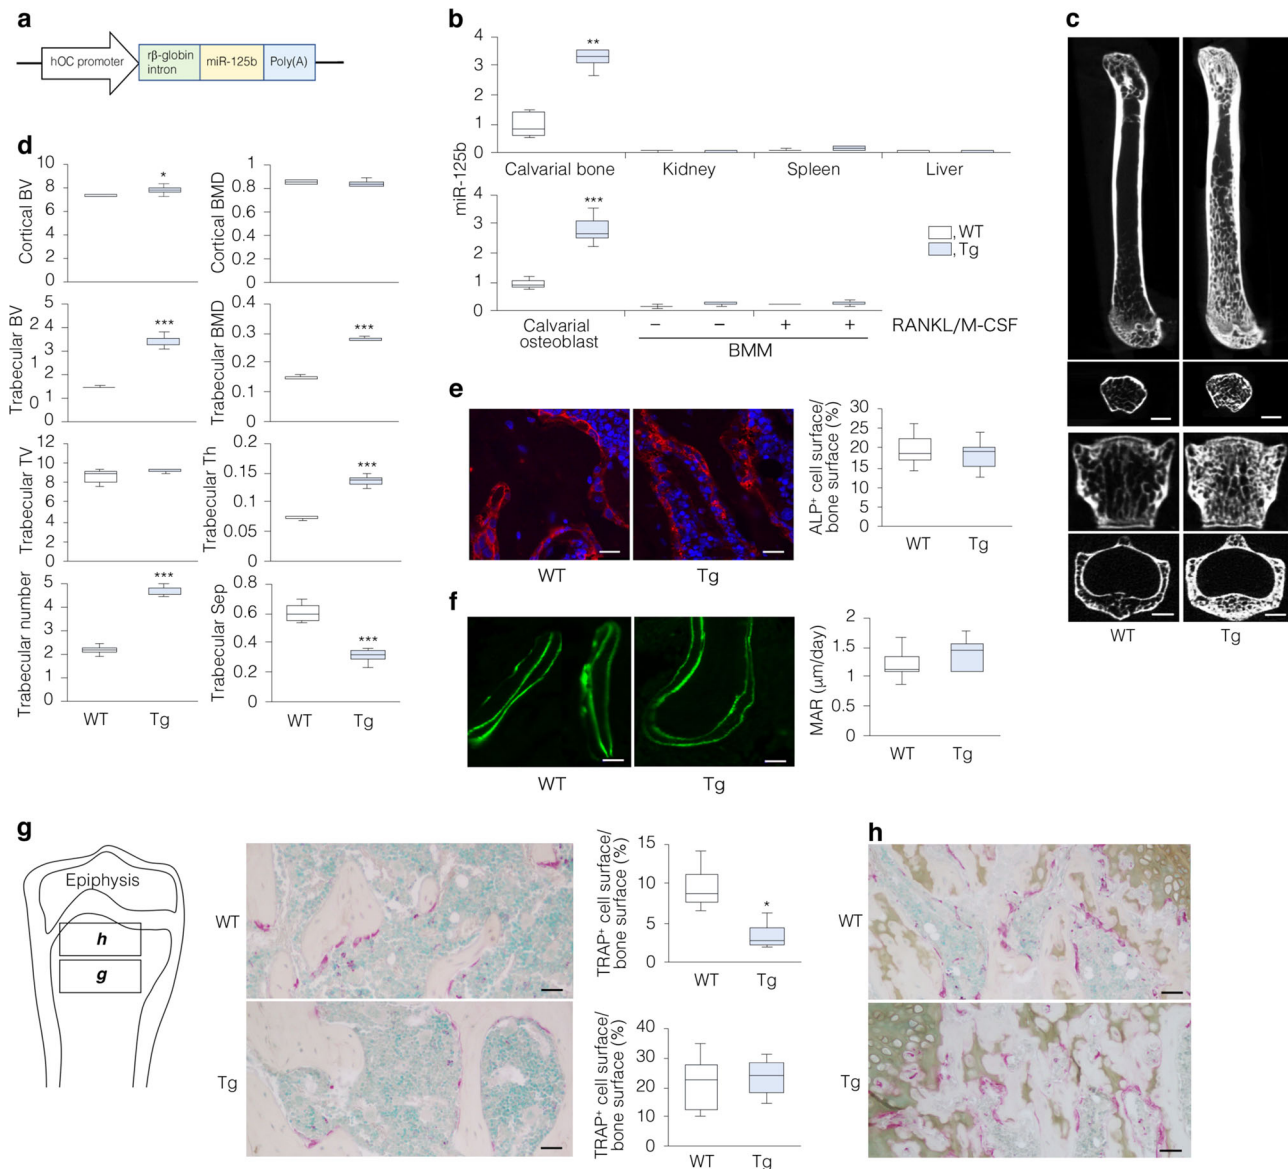 a
hOC promoter
rβ-globin
intron
miR-125b
Poly(A)
b
miR-125b
4
3
2
1
0
**
Calvarial bone
Kidney
Spleen
Liver
4
3
2
1
0
***
, WT
, Tg
Calvarial
osteoblast
– – + + RANKL/M-CSF
BMM
c
WT Tg
d
Cortical BV
10
8
6
4
2
0
*
Cortical BMD
1
0.8
0.6
0.4
0.2
0
Trabecular BV
5
2 4
3
2
1
0 0
***
Trabecular BMD
0.4
0.3
0.2
0.1
0
***
Trabecular TV
12
10
8
6
4
2
0
Trabecular Th
0.2
0.15
0.1
0.05
0
***
Trabecular number
5
4
3
2
1
0
***
WT Tg
Trabecular Sep
0.8
0.6
0.4
0.2
0
***
WT Tg
e
WT Tg
ALP⁺ cell surface/
bone surface (%)
30
25
20
15
10
5
0
WT Tg
f
WT Tg
MAR (μm/day)
2
1.5
1
0.5
0
WT Tg
g
Epiphysis
h
g
WT
Tg
TRAP⁺ cell surface/
bone surface (%)
15
10
5
0
*
WT Tg
TRAP⁺ cell surface/
bone surface (%)
40
30
20
10
0
WT Tg
h
WT
Tg